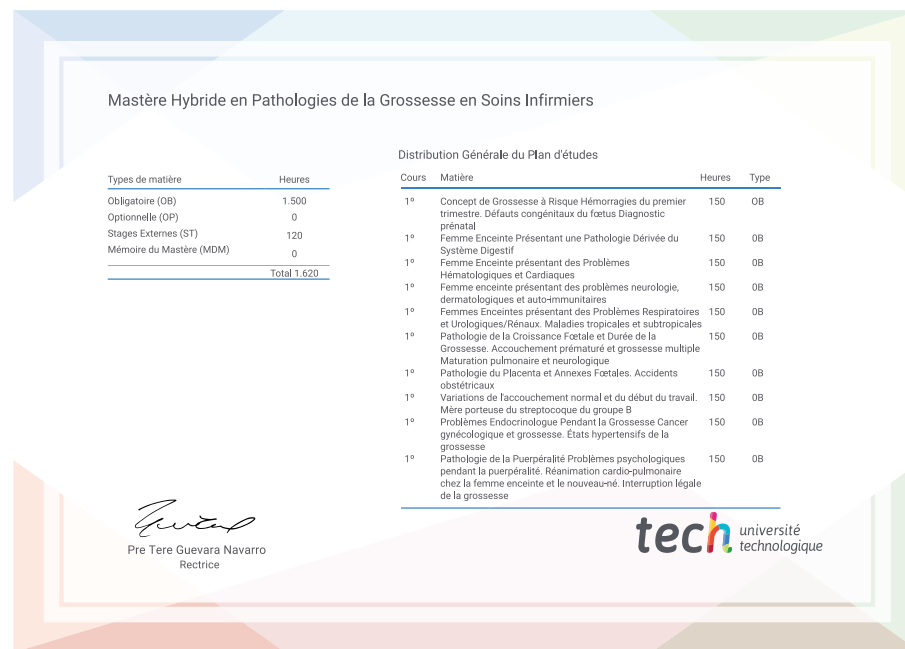 Mastère Hybride en Pathologies de la Grossesse en Soins Infirmiers
Types de matière Heures
Obligatoire (OB) 1.500
Optionnelle (OP) 0
Stages Externes (ST) 120
Mémoire du Mastère (MDM) 0
Total 1.620
Distribution Générale du Plan d'études
Cours Matière Heures Type
1º Concept de Grossesse à Risque Hémorragies du premier 150 OB
trimestre. Défauts congénitaux du fœtus Diagnostic
prénatal
1º Femme Enceinte Présentant une Pathologie Dérivée du 150 0B
Système Digestif
1º Femme Enceinte présentant des Problèmes 150 0B
Hématologiques et Cardiaques
1º Femme enceinte présentant des problèmes neurologie, 150 0B
dermatologiques et auto-immunitaires
1º Femmes Enceintes présentant des Problèmes Respiratoires 150 0B
et Urologiques/Rénaux. Maladies tropicales et subtropicales
1º Pathologie de la Croissance Fœtale et Durée de la 150 0B
Grossesse. Accouchement prématuré et grossesse multiple
Maturation pulmonaire et neurologique
1º Pathologie du Placenta et Annexes Fœtales. Accidents 150 0B
obstétricaux
1º Variations de l'accouchement normal et du début du travail. 150 0B
Mère porteuse du streptocoque du groupe B
1º Problèmes Endocrinologue Pendant la Grossesse Cancer 150 0B
gynécologique et grossesse. États hypertensifs de la
grossesse
1º Pathologie de la Puerpéralité Problèmes psychologiques 150 0B
pendant la puerpéralité. Réanimation cardio-pulmonaire
chez la femme enceinte et le nouveau-né. Interruption légale
de la grossesse
Pre Tere Guevara Navarro
Rectrice
tech université
technologique